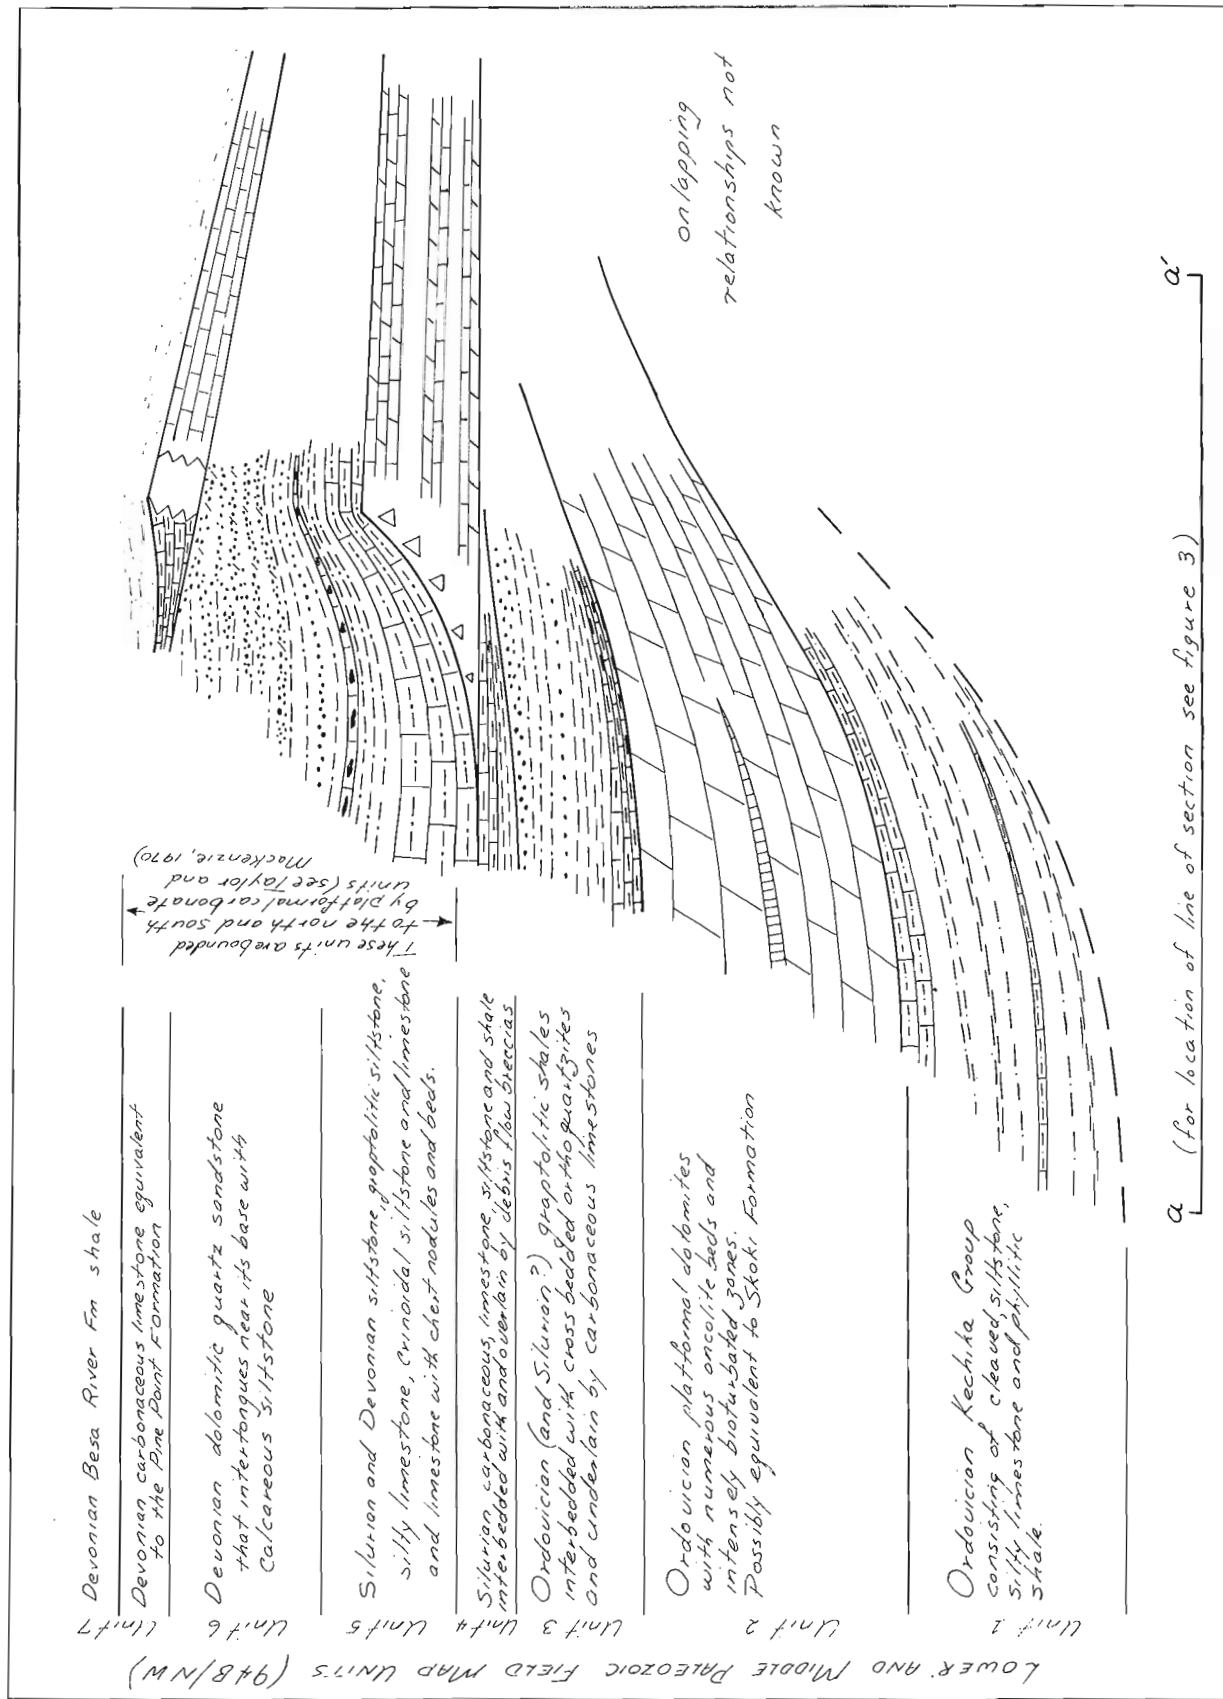 LOWER AND MIDDLE PALEOZOIC FIELD MAP UNITS (94B/NW)
Unit 7
Devonian Besa River Fm shale
Unit 7
Devonian carbonaceous limestone equivalent
to the Pine Point Formation
Unit 6
Devonian dolomitic quartz sandstone
that intertongues near its base with
calcareous siltstone
Unit 5
Silurian and Devonian siltstone, graptolitic siltstone,
silty limestone, crinoidal siltstone and limestone
and limestone with chert nodules and beds.
These units are bounded
to the north and south
by platformal carbonate
units (see Taylor and
Mackenzie, 1970)
Unit 4
Silurian carbonaceous, limestone, siltstone and shale
interbedded with and overlain by debris flow breccias
Unit 3
Ordovician (and Silurian?) graptolitic shales
interbedded with cross bedded orthoquartzites
and underlain by carbonaceous limestones
Unit 2
Ordovician platformal dolomites
with numerous oncolite beds and
intensely bioturbated zones.
Possibly equivalent to Skoki Formation
Unit 1
Ordovician Kechika Group
consisting of cleaved, siltstone,
silty limestone and phyllitic
shale.
onlapping
relationships not
known
a
(for location of line of section see figure 3)
a'